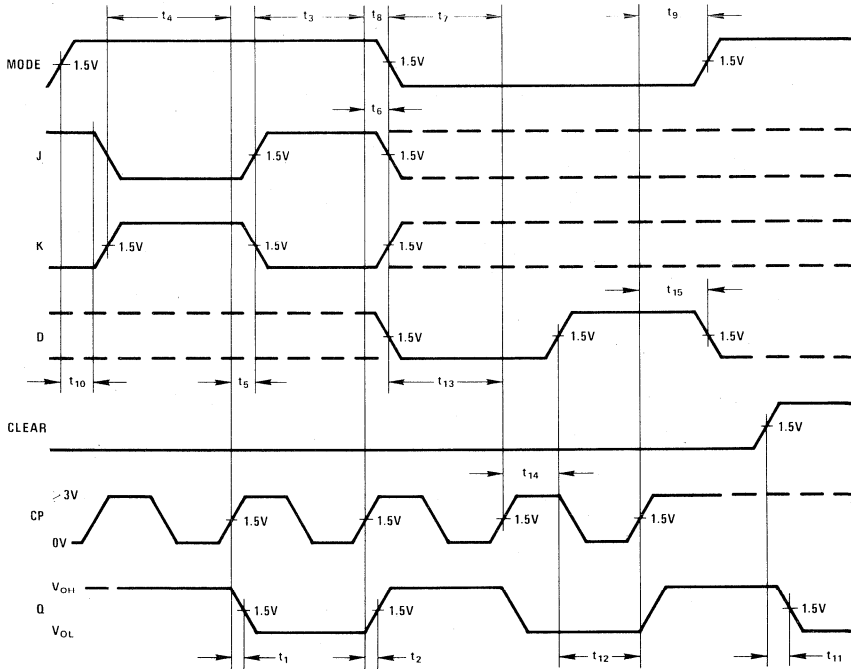 t4 t3 t8 t7 t9
MODE 1.5V 1.5V 1.5V
t6
J 1.5V 1.5V
K 1.5V 1.5V 1.5V
t15
D 1.5V 1.5V 1.5V
t10 t5 t13
CLEAR 1.5V
t14
≥3V
CP 1.5V 1.5V 1.5V 1.5V
0V
VOH
Q 1.5V 1.5V 1.5V
VOL
t1 t2 t12 t11